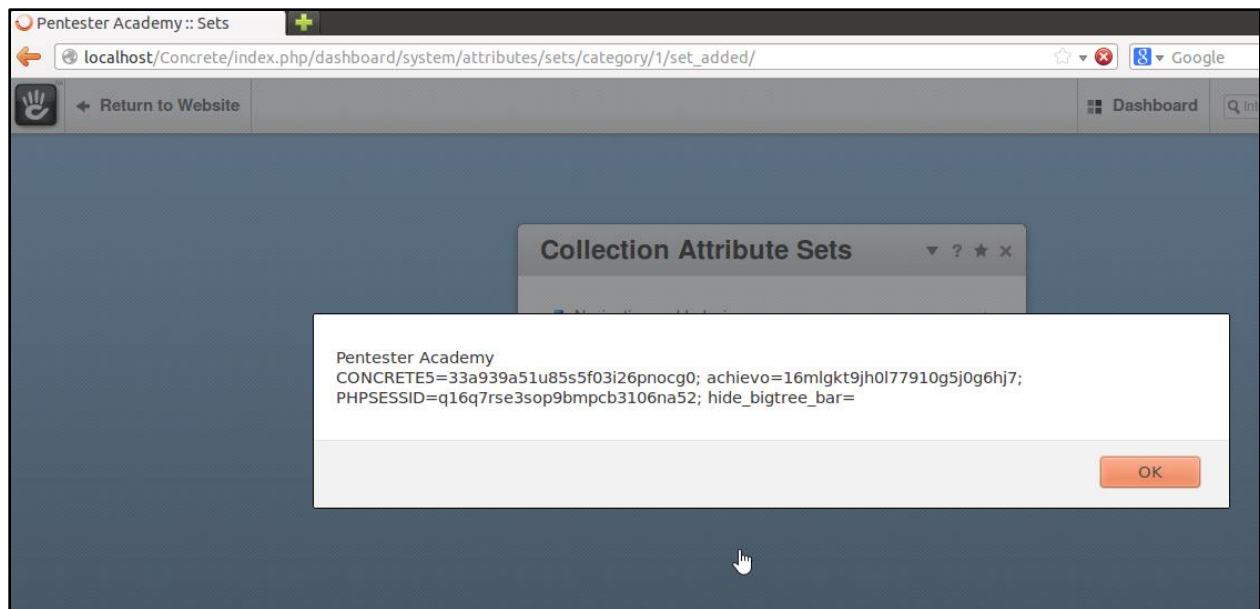 Pentester Academy :: Sets
localhost/Concrete/index.php/dashboard/system/attributes/sets/category/1/set_added/
Google
Return to Website
Dashboard
Collection Attribute Sets
Pentester Academy
CONCRETE5=33a939a51u85s5f03i26pnocg0; achievo=16mlgkt9jh0l77910g5j0g6hj7;
PHPSESSID=q16q7rse3sop9bmpcb3106na52; hide_bigtree_bar=
OK